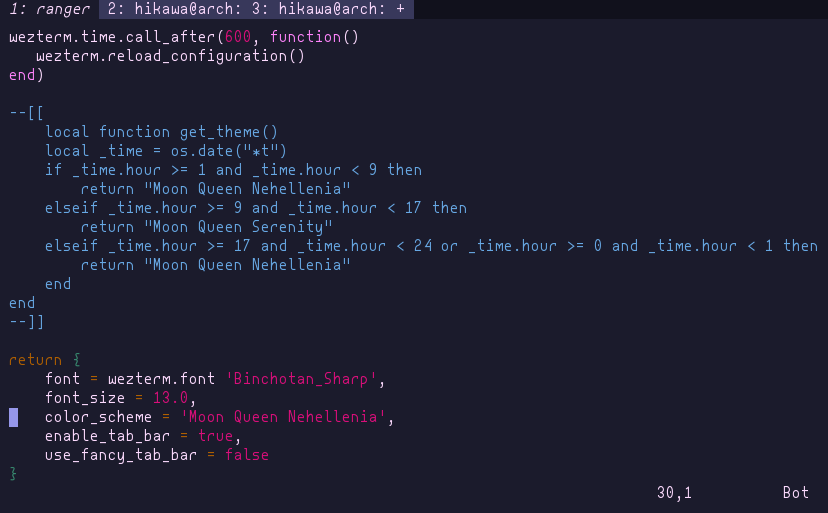 1: ranger 2: hikawa@arch: 3: hikawa@arch: +
wezterm.time.call_after(600, function()
   wezterm.reload_configuration()
end)
--[[
    local function get_theme()
    local _time = os.date("*t")
    if _time.hour >= 1 and _time.hour < 9 then
        return "Moon Queen Nehellenia"
    elseif _time.hour >= 9 and _time.hour < 17 then
        return "Moon Queen Serenity"
    elseif _time.hour >= 17 and _time.hour < 24 or _time.hour >= 0 and _time.hour < 1 then
        return "Moon Queen Nehellenia"
    end
end
--]]
return {
    font = wezterm.font 'Binchotan_Sharp',
    font_size = 13.0,
    color_scheme = 'Moon Queen Nehellenia',
    enable_tab_bar = true,
    use_fancy_tab_bar = false
}
30,1 Bot